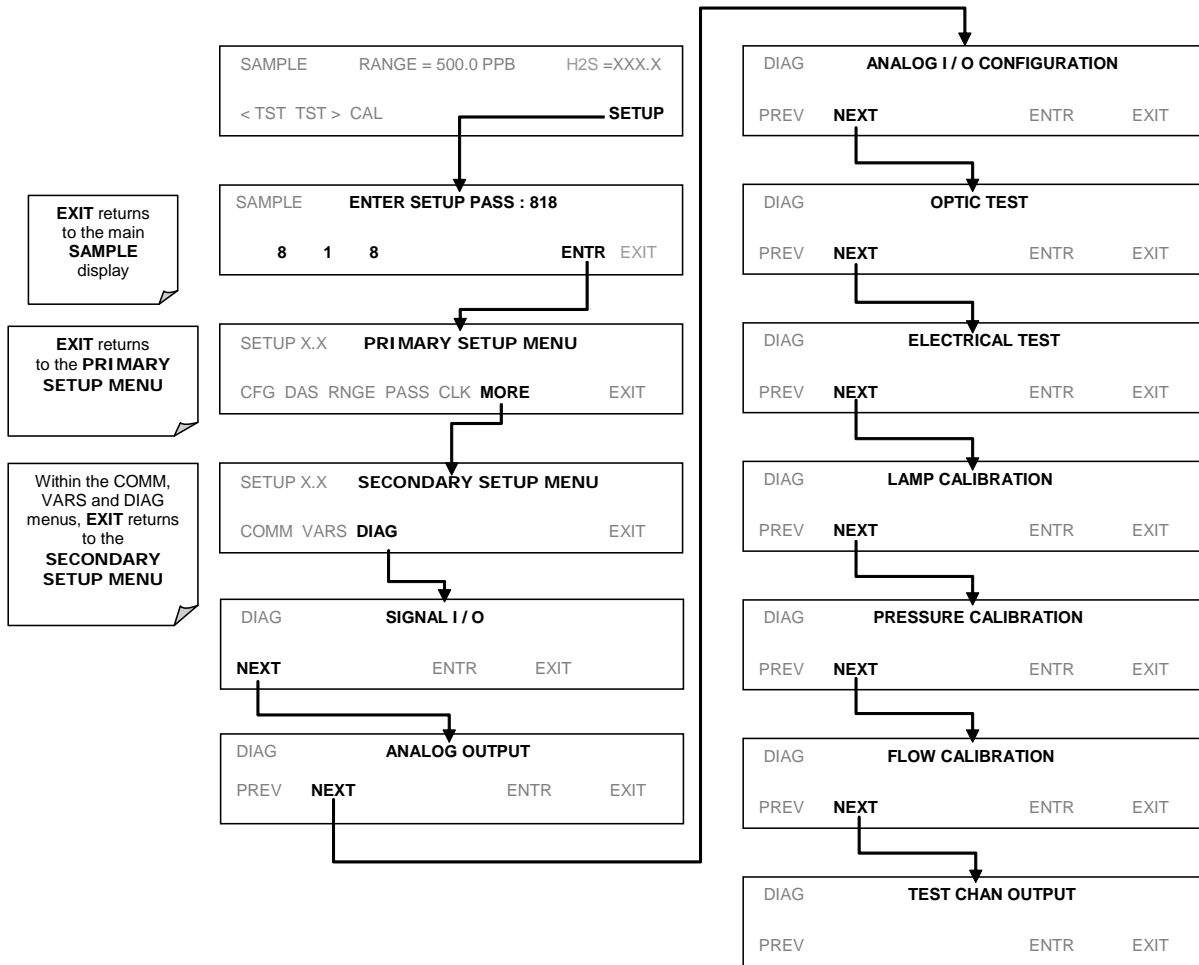 SAMPLE RANGE = 500.0 PPB H2S =XXX.X
< TST TST > CAL SETUP
EXIT returns
to the main
SAMPLE
display
SAMPLE ENTER SETUP PASS : 818
8 1 8 ENTR EXIT
EXIT returns
to the PRIMARY
SETUP MENU
SETUP X.X PRIMARY SETUP MENU
CFG DAS RNGE PASS CLK MORE EXIT
Within the COMM,
VARS and DIAG
menus, EXIT returns
to the
SECONDARY
SETUP MENU
SETUP X.X SECONDARY SETUP MENU
COMM VARS DIAG EXIT
DIAG SIGNAL I / O
NEXT ENTR EXIT
DIAG ANALOG OUTPUT
PREV NEXT ENTR EXIT
DIAG ANALOG I / O CONFIGURATION
PREV NEXT ENTR EXIT
DIAG OPTIC TEST
PREV NEXT ENTR EXIT
DIAG ELECTRICAL TEST
PREV NEXT ENTR EXIT
DIAG LAMP CALIBRATION
PREV NEXT ENTR EXIT
DIAG PRESSURE CALIBRATION
PREV NEXT ENTR EXIT
DIAG FLOW CALIBRATION
PREV NEXT ENTR EXIT
DIAG TEST CHAN OUTPUT
PREV ENTR EXIT